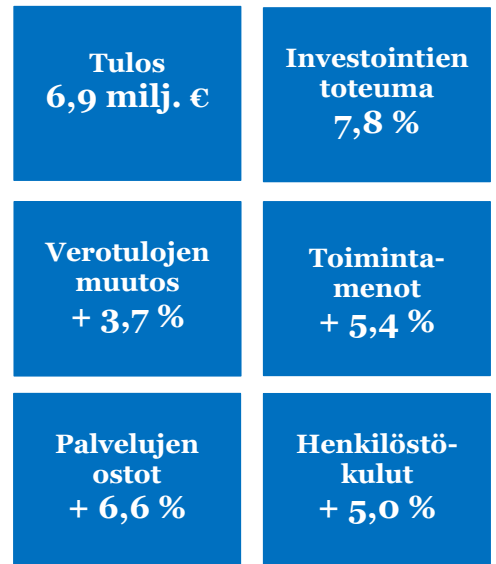 Tulos
6,9 milj. €
Investointien
toteuma
7,8 %
Verotulojen
muutos
+ 3,7 %
Toiminta-
menot
+ 5,4 %
Palvelujen
ostot
+ 6,6 %
Henkilöstö-
kulut
+ 5,0 %